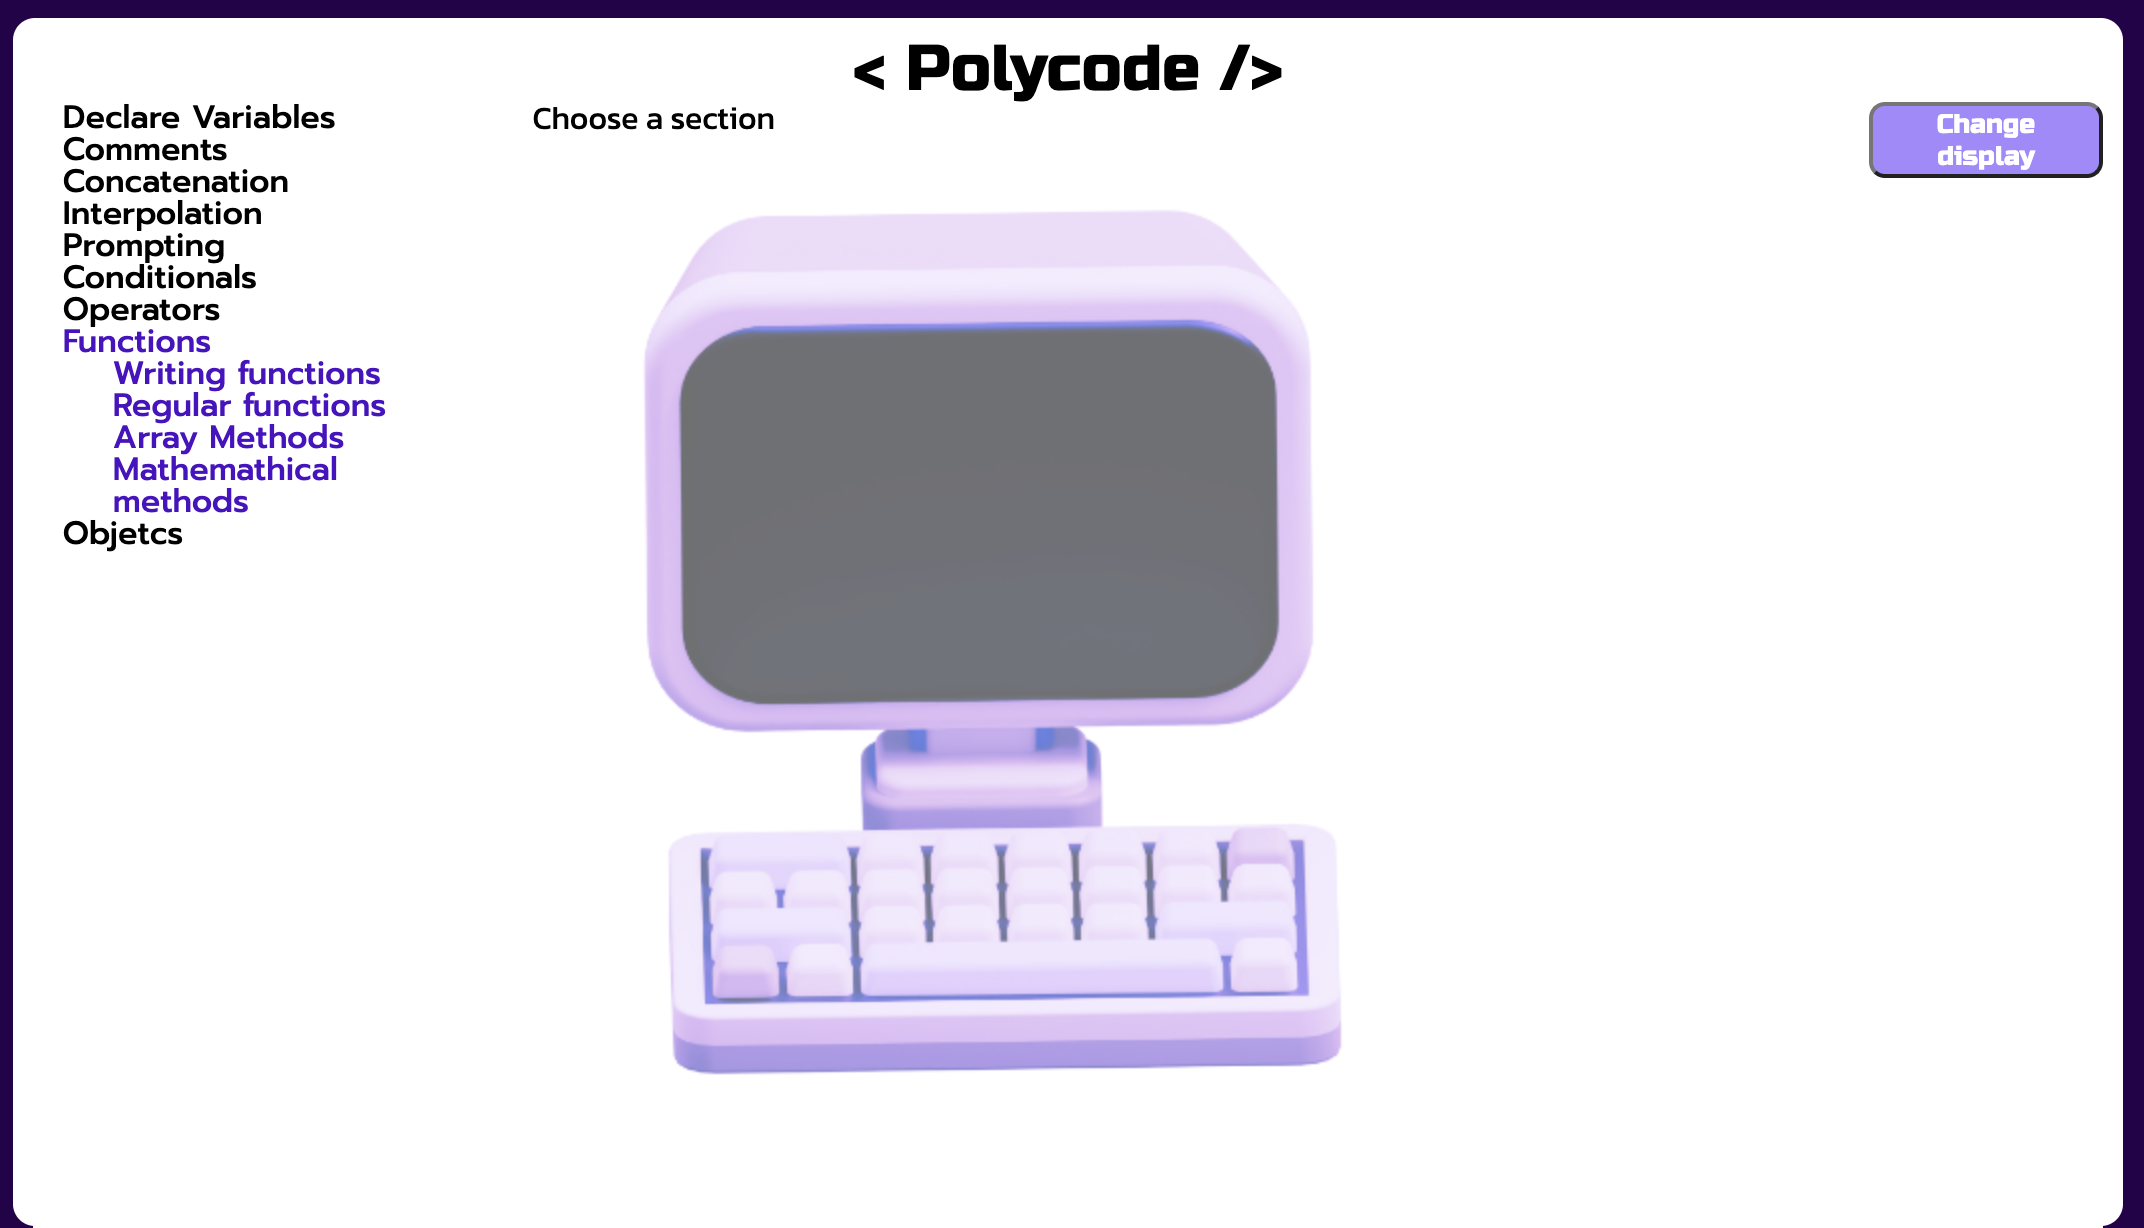 < Polycode />
Declare Variables
Comments
Concatenation
Interpolation
Prompting
Conditionals
Operators
Functions
Writing functions
Regular functions
Array Methods
Mathemathical
methods
Objetcs
Choose a section
Change
display